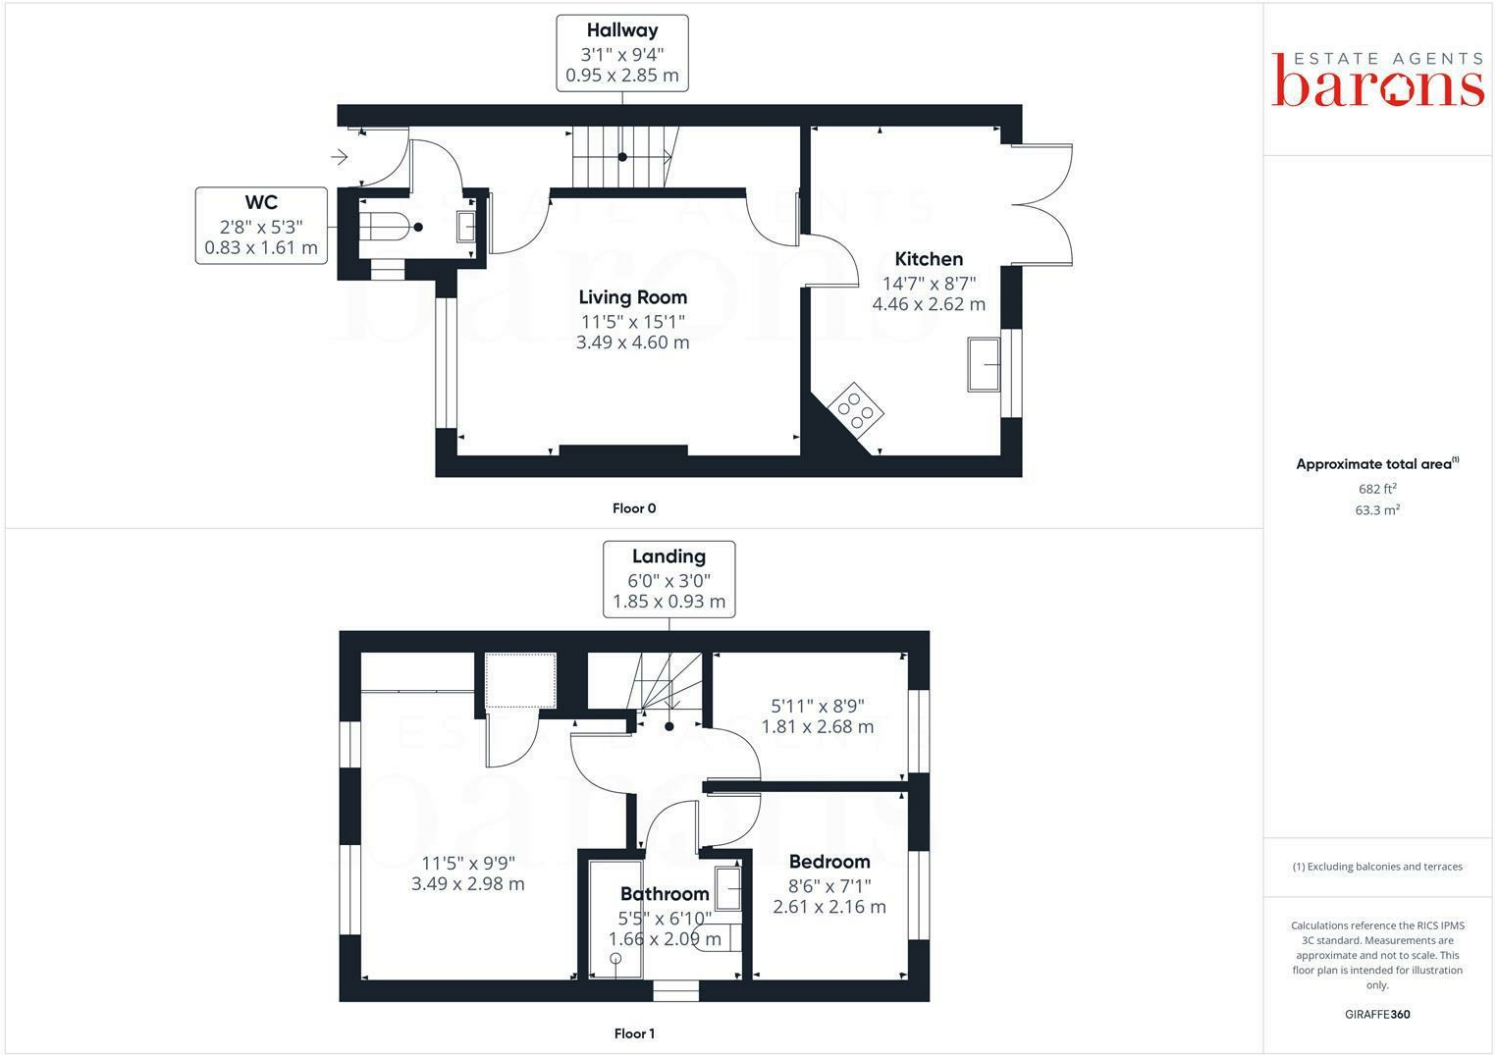 Hallway
3'1" x 9'4"
0.95 x 2.85 m
WC
2'8" x 5'3"
0.83 x 1.61 m
Living Room
11'5" x 15'1"
3.49 x 4.60 m
Kitchen
14'7" x 8'7"
4.46 x 2.62 m
Floor 0
Landing
6'0" x 3'0"
1.85 x 0.93 m
5'11" x 8'9"
1.81 x 2.68 m
11'5" x 9'9"
3.49 x 2.98 m
Bathroom
5'5" x 6'10"
1.66 x 2.09 m
Bedroom
8'6" x 7'1"
2.61 x 2.16 m
Floor 1
ESTATE AGENTS
barons
Approximate total area(1)
682 ft²
63.3 m²
(1) Excluding balconies and terraces
Calculations reference the RICS IPMS
3C standard. Measurements are
approximate and not to scale. This
floor plan is intended for illustration
only.
GIRAFFE360
ESTATE AGENTS
barons
ESTATE AGENTS
barons